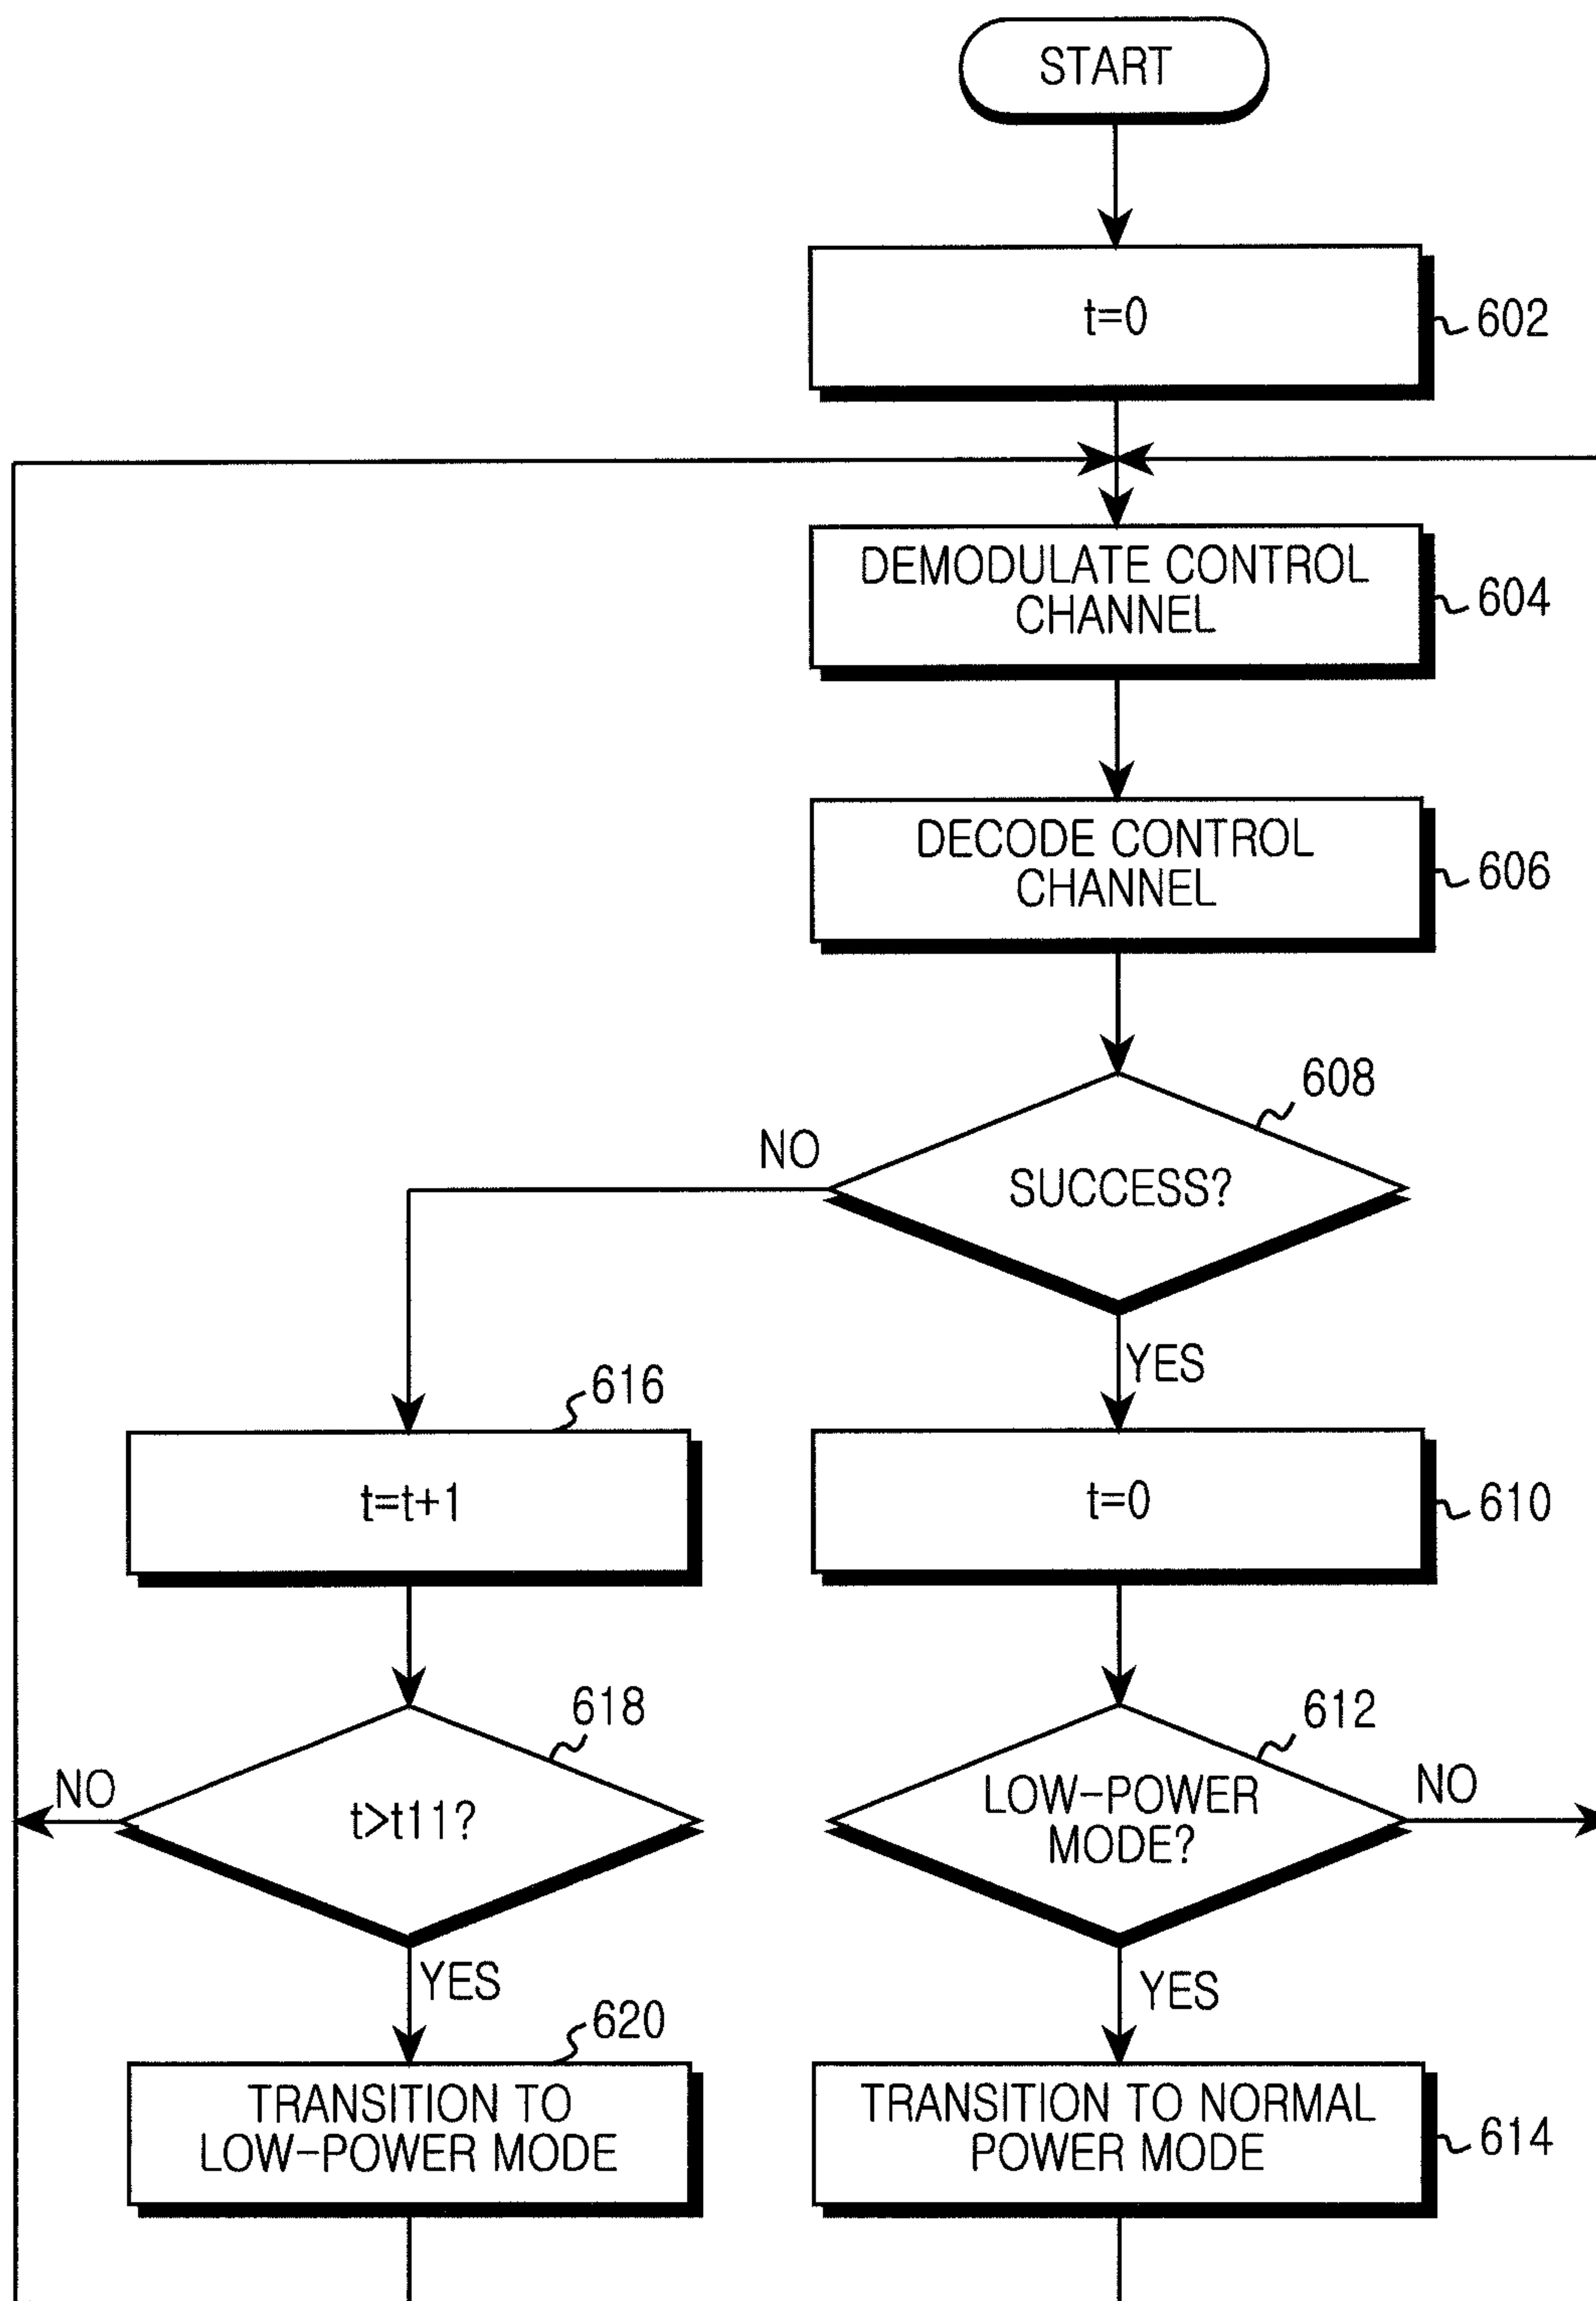 START
t=0
602
DEMODULATE CONTROL
CHANNEL
604
DECODE CONTROL
CHANNEL
606
608
NO
SUCCESS?
YES
616
t=t+1
t=0
610
618
612
NO
t>t11?
LOW-POWER
MODE?
NO
YES
YES
620
TRANSITION TO
LOW-POWER MODE
TRANSITION TO NORMAL
POWER MODE
614